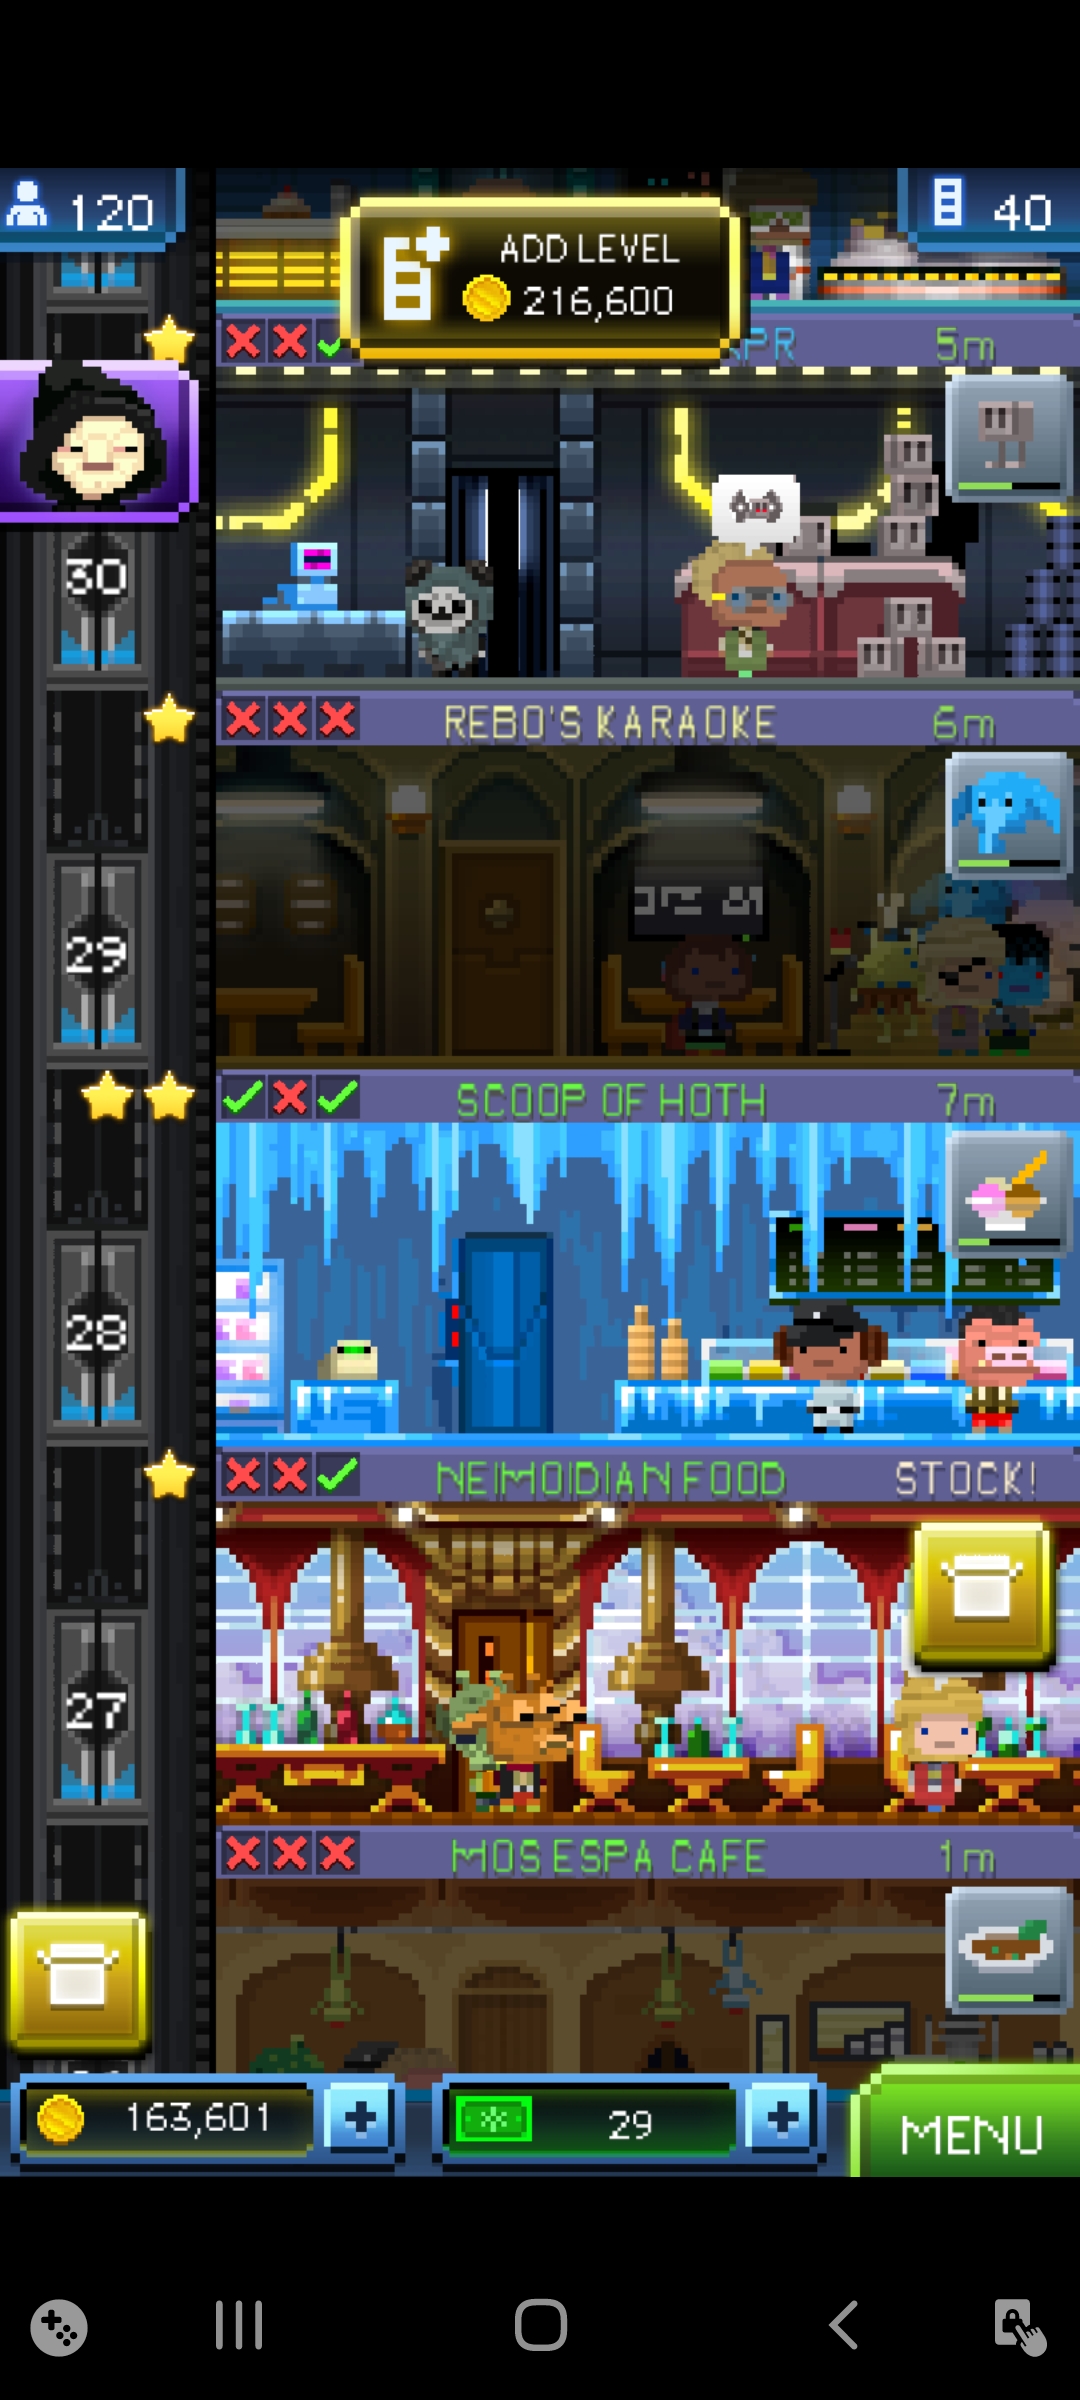 120
ADD LEVEL
216,600
40
PR 5m
30
REBO'S KARAOKE 6m
29
SCOOP OF HOTH 7m
28
NEIMOIDIAN FOOD STOCK!
27
MOS ESPA CAFE 1m
163,601 + 29 + MENU